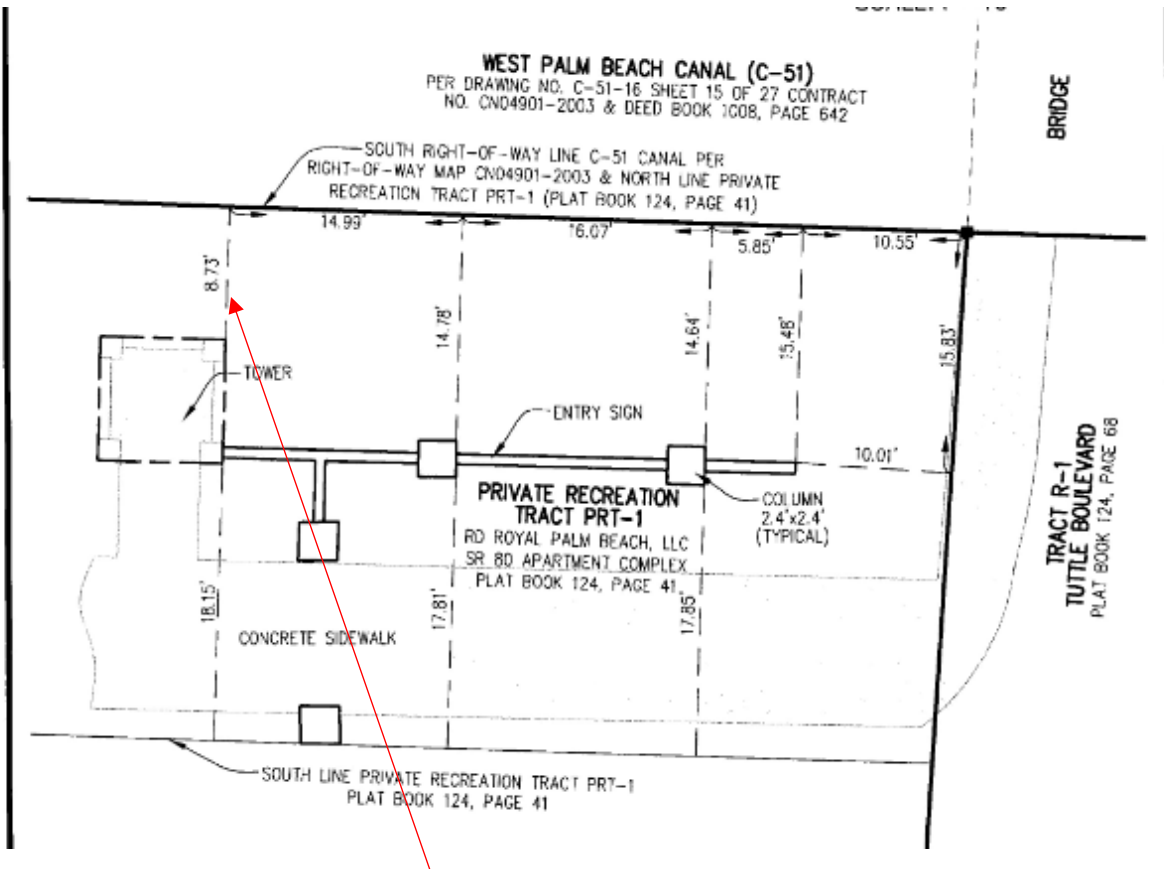 WEST PALM BEACH CANAL (C-51)
PER DRAWING NO. C-51-16 SHEET 15 OF 27 CONTRACT
NO. CN04901-2003 & DEED BOOK 1008, PAGE 642
BRIDGE
SOUTH RIGHT-OF-WAY LINE C-51 CANAL PER
RIGHT-OF-WAY MAP CN04901-2003 & NORTH LINE PRIVATE
RECREATION TRACT PRT-1 (PLAT BOOK 124, PAGE 41)
14.99'
16.07'
5.85'
10.55'
8.73'
14.78'
14.64'
15.48'
15.83'
TOWER
ENTRY SIGN
10.01'
PRIVATE RECREATION
TRACT PRT-1
RD ROYAL PALM BEACH, LLC
SR 80 APARTMENT COMPLEX
PLAT BOOK 124, PAGE 41
COLUMN
2.4'x2.4'
(TYPICAL)
TRACT R-1
TUTTLE BOULEVARD
PLAT BOOK 124, PAGE 68
18.15'
17.81'
17.85'
CONCRETE SIDEWALK
SOUTH LINE PRIVATE RECREATION TRACT PRT-1
PLAT BOOK 124, PAGE 41